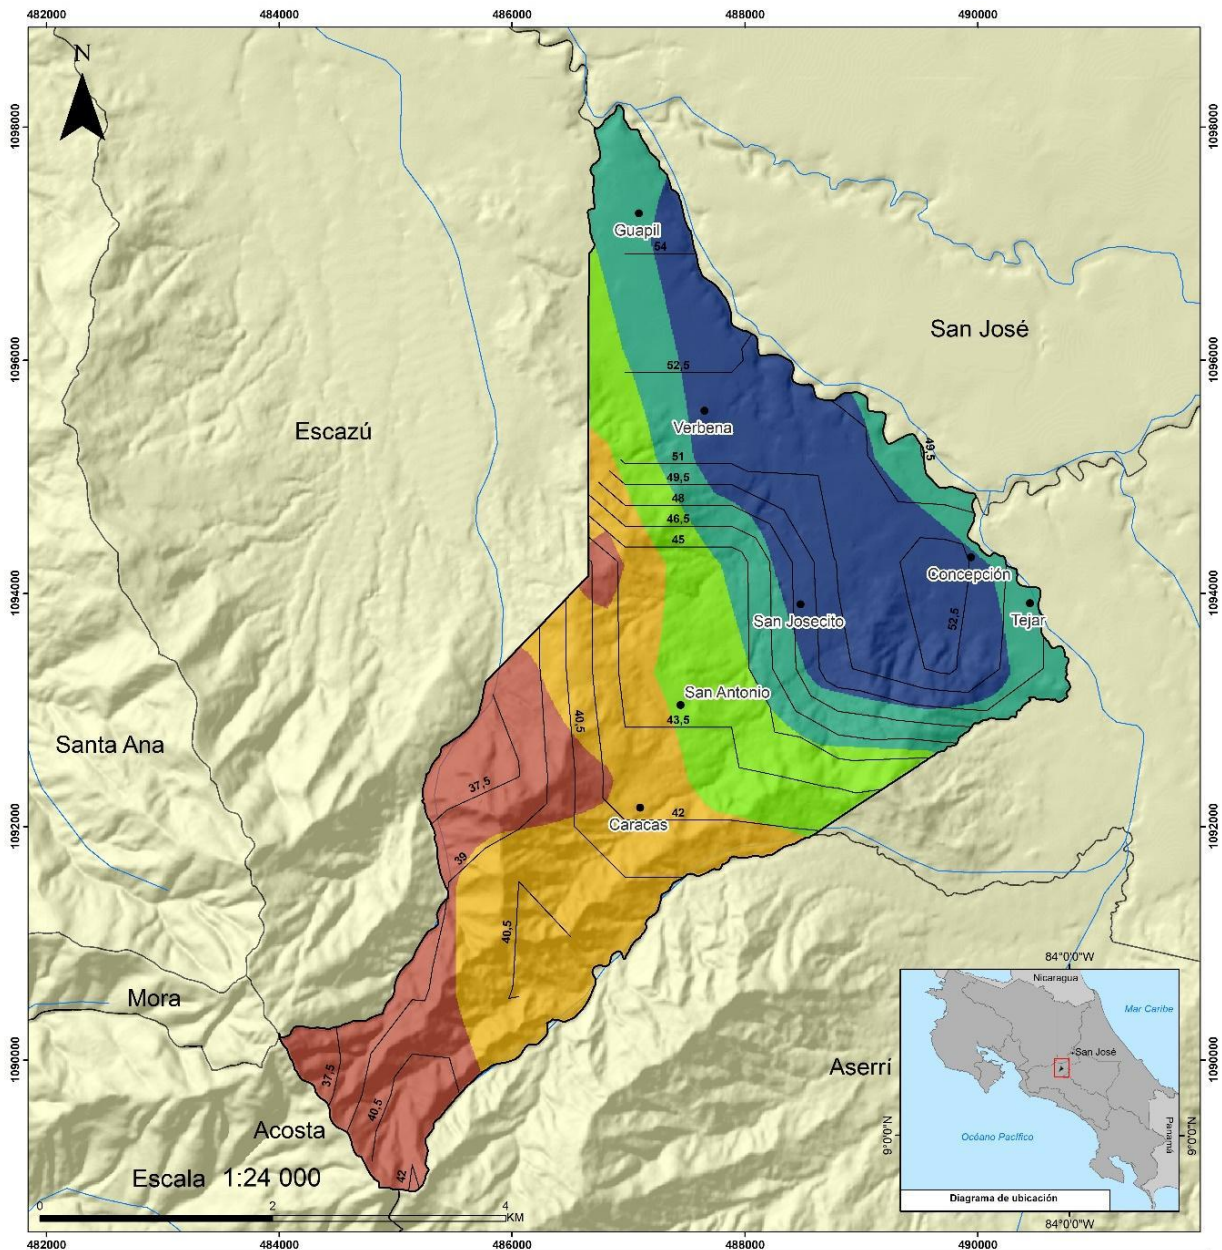 482000
484000
486000
488000
490000
N
1098000
1098000
Guapil
54
San José
1096000
1096000
52,5
Verbena
Escazú
49,5
51
49,5
48
46,5
45
Concepción
1094000
1094000
San Josecito
52,5
Tejar
San Antonio
43,5
40,5
Santa Ana
37,5
42
Caracas
1092000
1092000
39
40,5
84°0'0"W
Nicaragua
Mar Caribe
Mora
San José
Aserrí
1090000
1090000
37,5
40,5
Acosta
9°0'0"N
Océano Pacífico
Panamá
9°0'0"N
42
Escala 1:24 000
Diagrama de ubicación
0
2
4
KM
84°0'0"W
482000
484000
486000
488000
490000